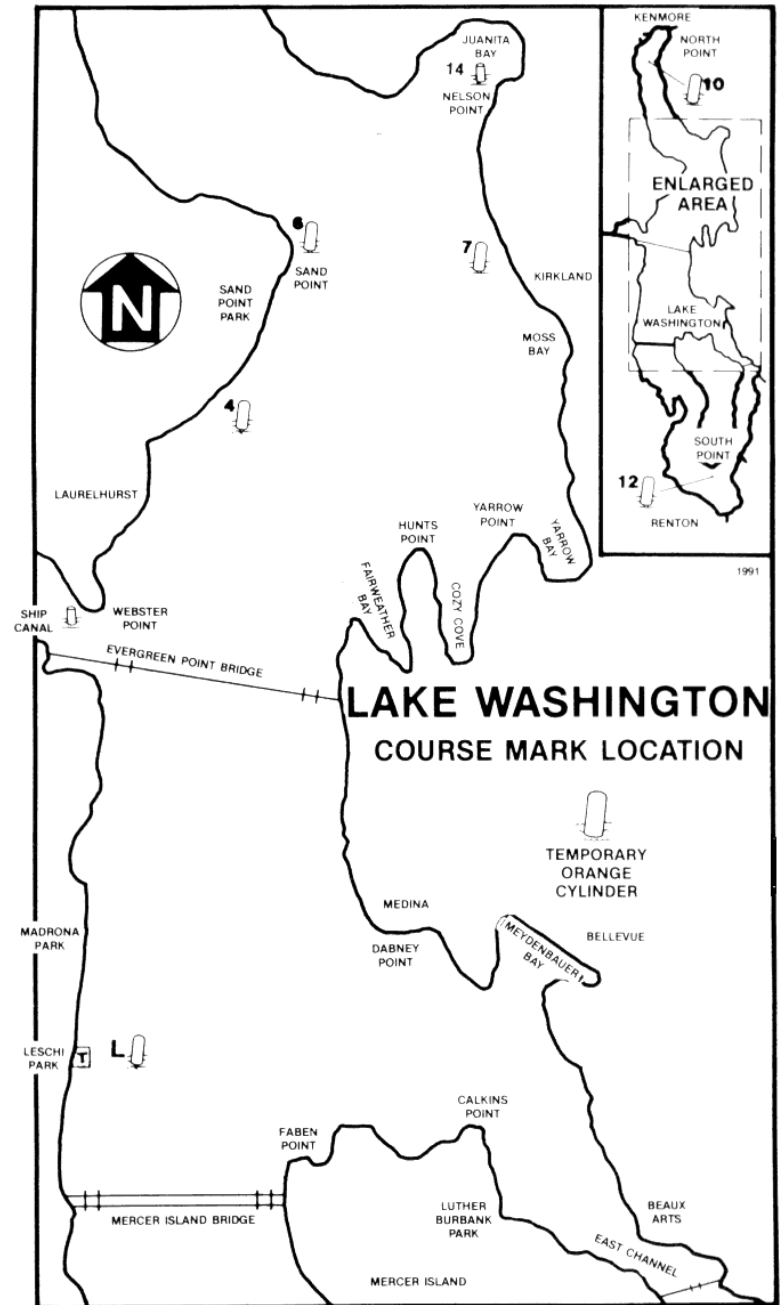 KENMORE
NORTH
POINT
10
ENLARGED
AREA
LAKE
WASHINGTON
SOUTH
POINT
12
RENTON
1991
JUANITA
BAY
14
NELSON
POINT
6
SAND
POINT
SAND
POINT
PARK
N
7
KIRKLAND
MOSS
BAY
4
LAURELHURST
YARROW
POINT
YARROW
BAY
HUNTS
POINT
FAIRWEATHER
BAY
COZY COVE
SHIP
CANAL
WEBSTER
POINT
EVERGREEN POINT BRIDGE
LAKE WASHINGTON
COURSE MARK LOCATION
TEMPORARY
ORANGE
CYLINDER
MEDINA
MADRONA
PARK
DABNEY
POINT
MEYDENBAUER
BAY
BELLEVUE
LESCHI
PARK
T
L
CALKINS
POINT
FABEN
POINT
MERCER ISLAND BRIDGE
LUTHER
BURBANK
PARK
BEAUX
ARTS
EAST CHANNEL
MERCER ISLAND